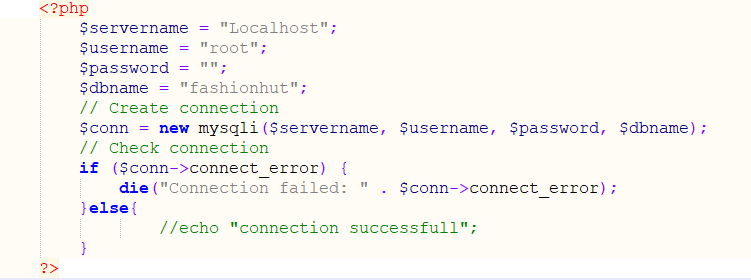 <?php
$servername = "Localhost";
$username = "root";
$password = "";
$dbname = "fashionhut";
// Create connection
$conn = new mysqli($servername, $username, $password, $dbname);
// Check connection
if ($conn->connect_error) {
die("Connection failed: " . $conn->connect_error);
}else{
//echo "connection successfull";
}
?>